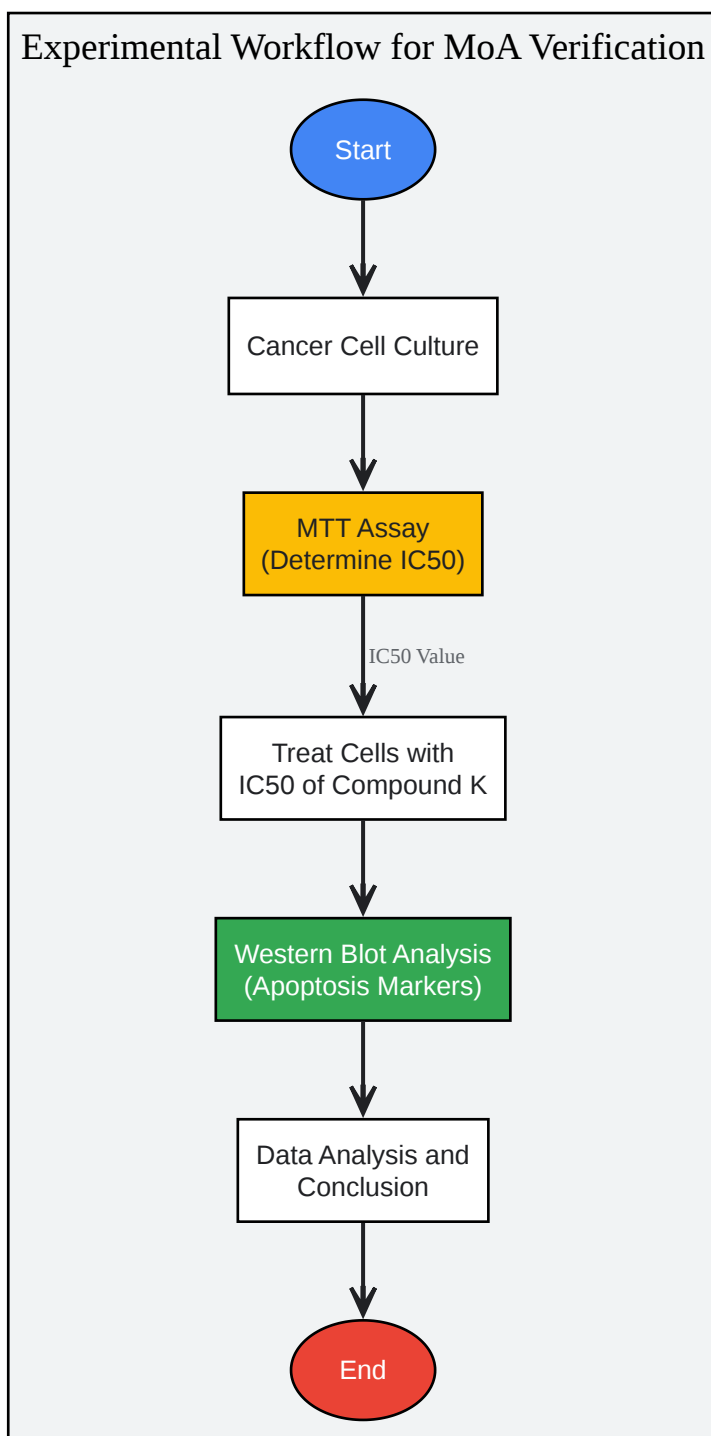 Experimental Workflow for MoA Verification
Start
Cancer Cell Culture
MTT Assay
(Determine IC50)
IC50 Value
Treat Cells with
IC50 of Compound K
Western Blot Analysis
(Apoptosis Markers)
Data Analysis and
Conclusion
End